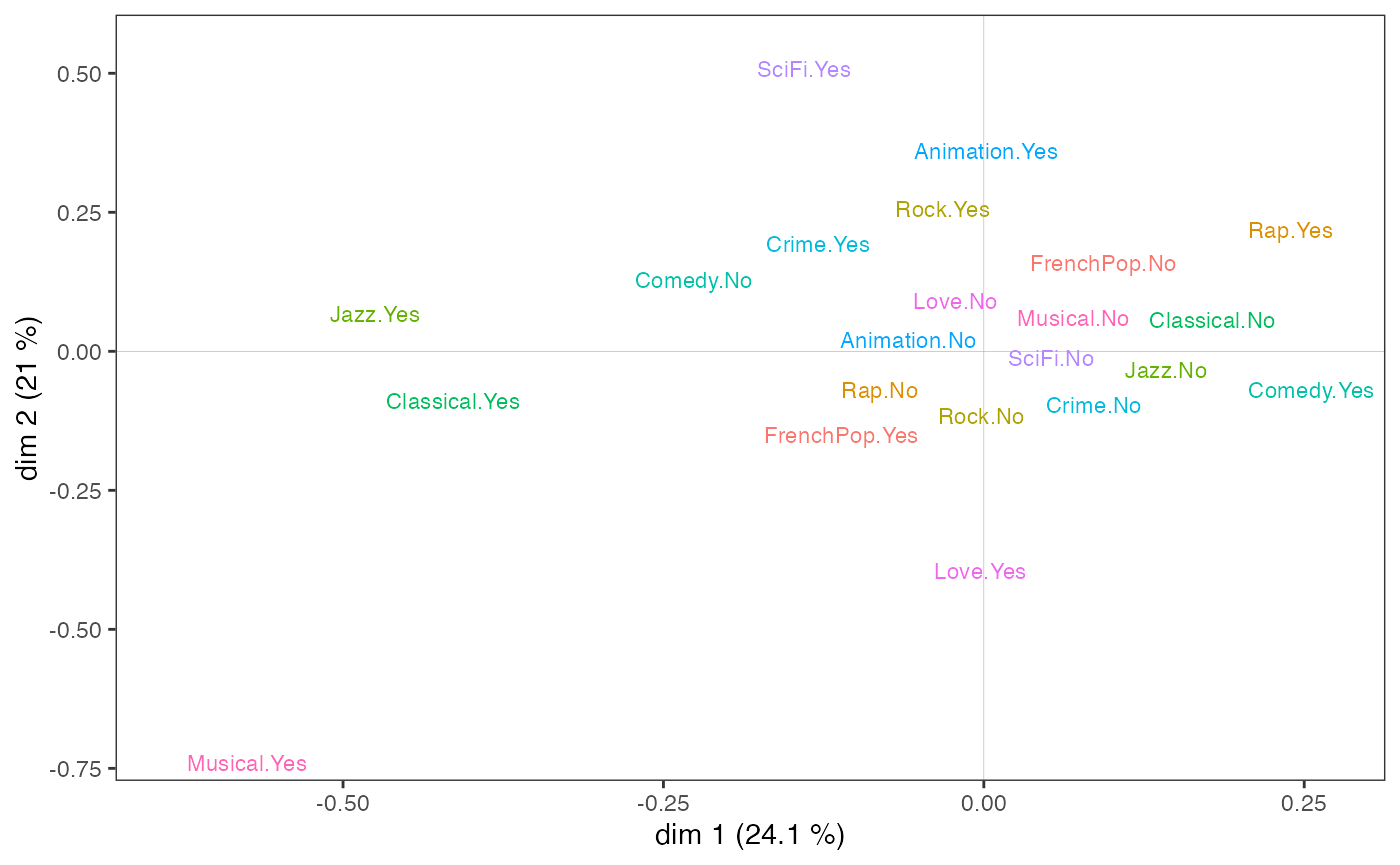 SciFi.Yes
0.50
Animation.Yes
Rock.Yes
0.25
Rap.Yes
Crime.Yes
FrenchPop.No
Comedy.No
Love.No
Jazz.Yes
Musical.No
Classical.No
Animation.No
0.00
SciFi.No
Jazz.No
Rap.No
Comedy.Yes
Classical.Yes
Crime.No
Rock.No
FrenchPop.Yes
-0.25
Love.Yes
-0.50
Musical.Yes
-0.75
dim 2 (21 %)
-0.50
-0.25
0.00
0.25
dim 1 (24.1 %)